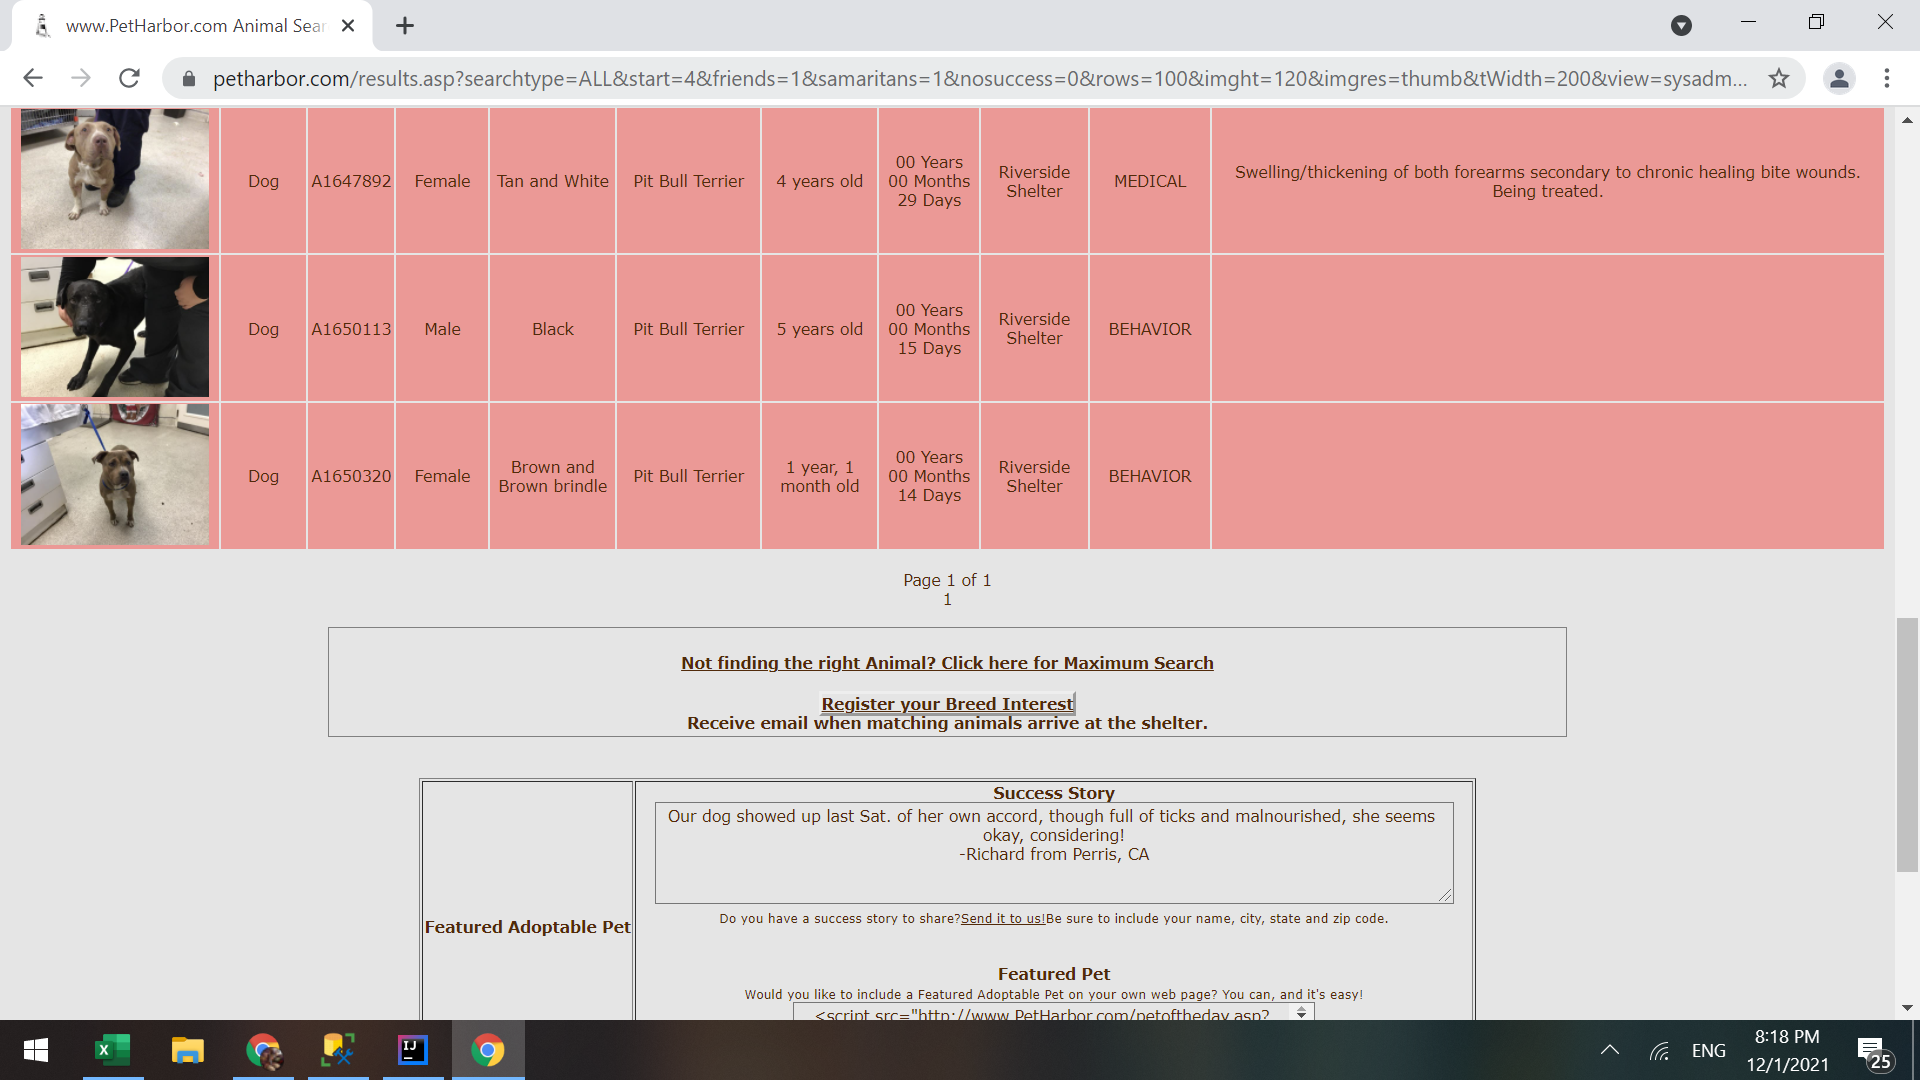 www.PetHarbor.com Animal Sear
petharbor.com/results.asp?searchtype=ALL&start=4&friends=1&samaritans=1&nosuccess=0&rows=100&imght=120&imgres=thumb&tWidth=200&view=sysadm...
Dog
A1647892
Female
Tan and White
Pit Bull Terrier
4 years old
00 Years
00 Months
29 Days
Riverside
Shelter
MEDICAL
Swelling/thickening of both forearms secondary to chronic healing bite wounds.
Being treated.
Dog
A1650113
Male
Black
Pit Bull Terrier
5 years old
00 Years
00 Months
15 Days
Riverside
Shelter
BEHAVIOR
Dog
A1650320
Female
Brown and
Brown brindle
Pit Bull Terrier
1 year, 1
month old
00 Years
00 Months
14 Days
Riverside
Shelter
BEHAVIOR
Page 1 of 1
1
Not finding the right Animal? Click here for Maximum Search
Register your Breed Interest
Receive email when matching animals arrive at the shelter.
Featured Adoptable Pet
Success Story
Our dog showed up last Sat. of her own accord, though full of ticks and malnourished, she seems
okay, considering!
-Richard from Perris, CA
Do you have a success story to share?Send it to us!Be sure to include your name, city, state and zip code.
Featured Pet
Would you like to include a Featured Adoptable Pet on your own web page? You can, and it's easy!
<script src="http://www.PetHarbor.com/petoftheday.asp?
X
IJ
ENG
8:18 PM
12/1/2021
25